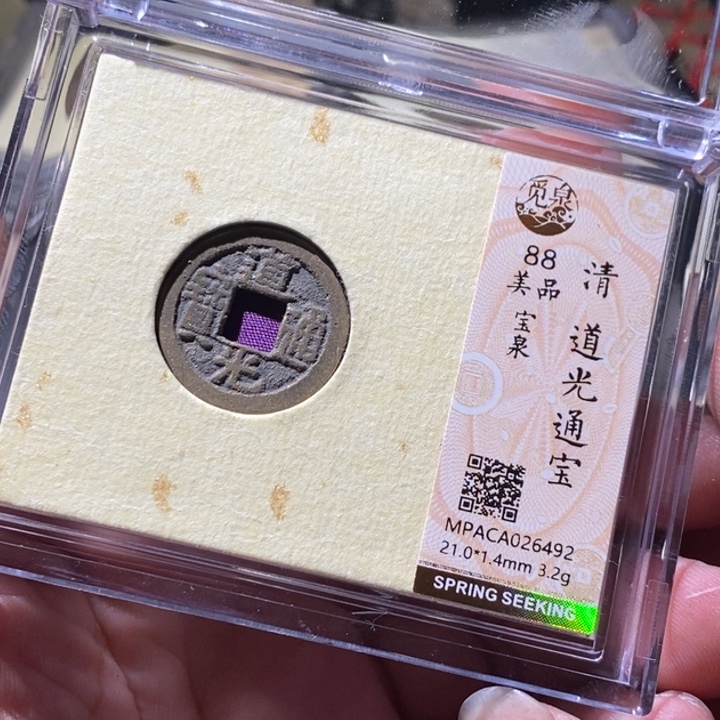 道光通寶
觅泉
88
美品
宝泉
清 道光通宝
MPACA026492
21.0*1.4mm 3.2g
SPRING SEEKING